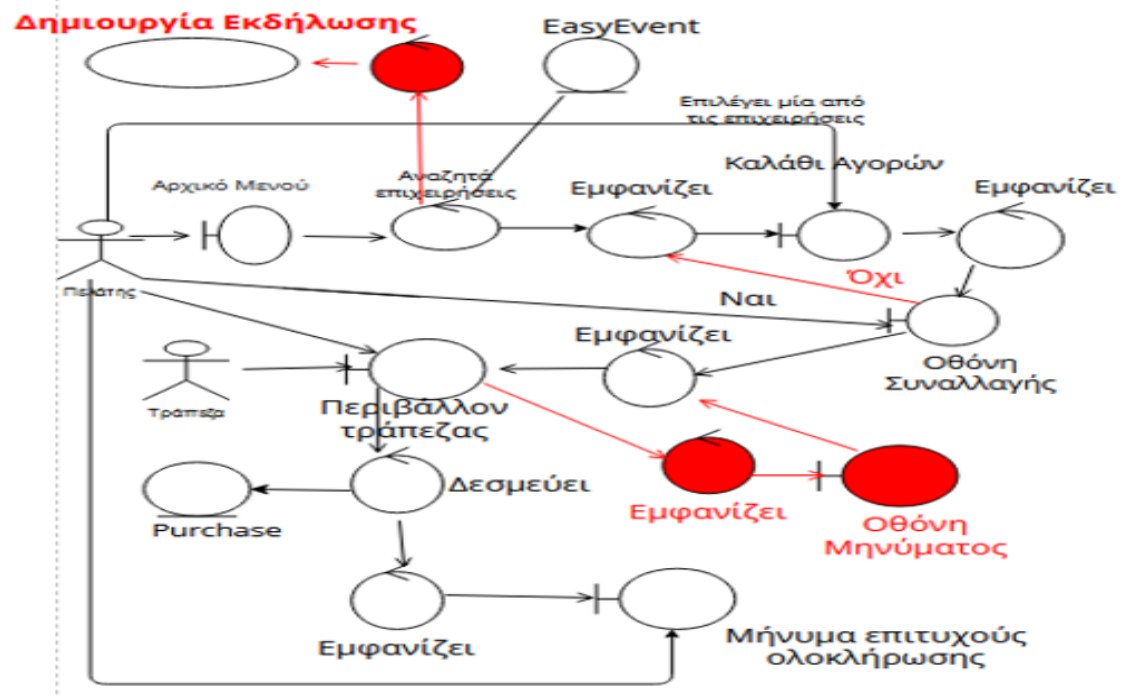 Δημιουργία Εκδήλωσης
EasyEvent
Επιλέγει μία από
τις επιχειρήσεις
Καλάθι Αγορών
Αρχικό Μενού
Αναζητά
επιχειρήσεις
Εμφανίζει
Εμφανίζει
Πελάτης
Όχι
Ναι
Εμφανίζει
Οθόνη
Συναλλαγής
Τράπεζα
Περιβάλλον
τράπεζας
Δεσμεύει
Purchase
Εμφανίζει
Οθόνη
Μηνύματος
Εμφανίζει
Μήνυμα επιτυχούς
ολοκλήρωσης